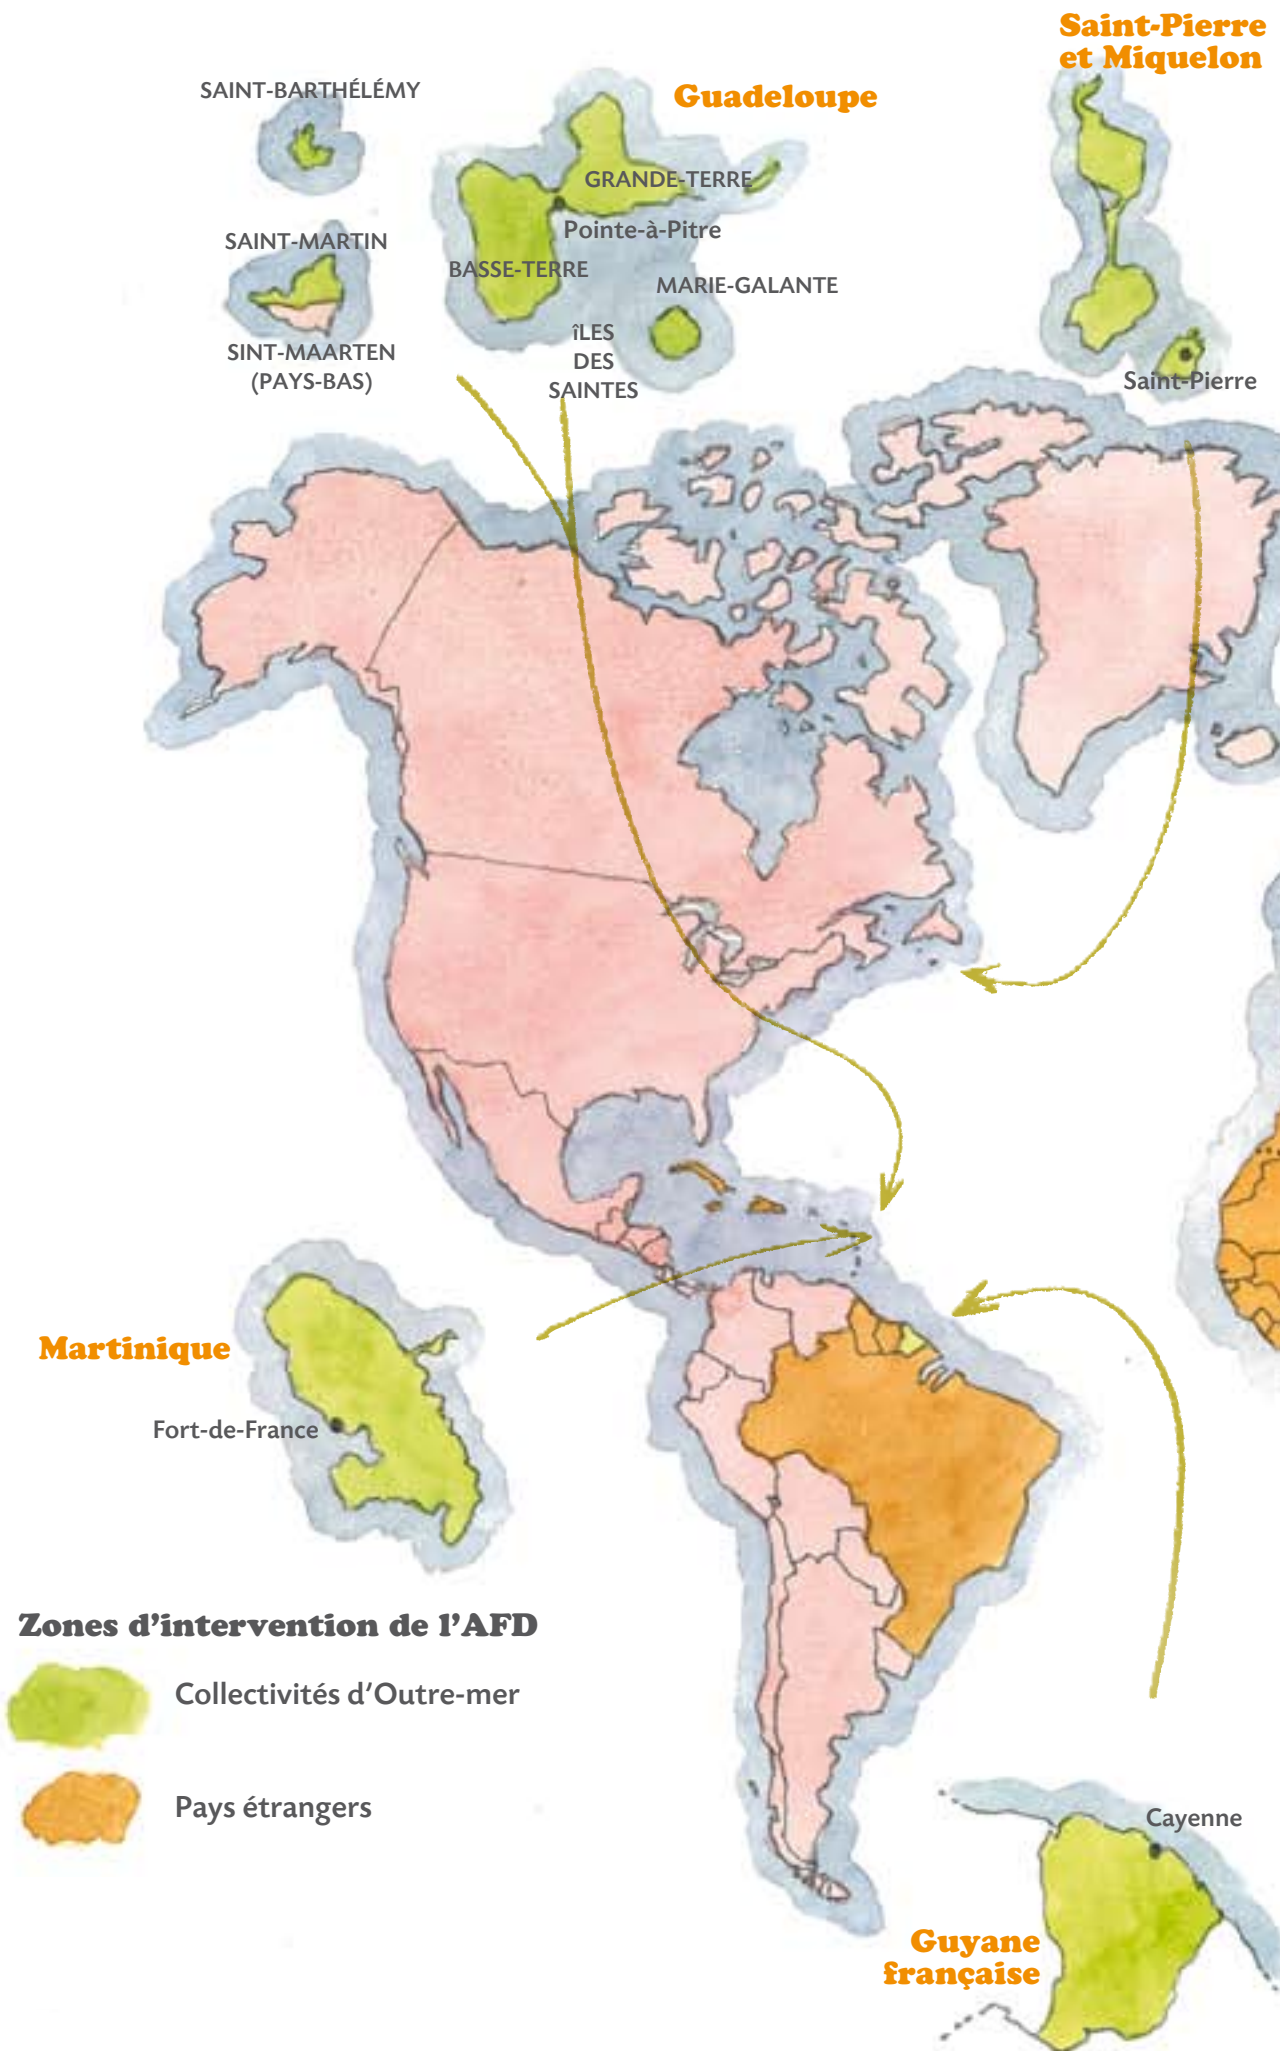 Saint-Pierre
et Miquelon
SAINT-BARTHÉLÉMY
Guadeloupe
GRANDE-TERRE
Pointe-à-Pitre
SAINT-MARTIN
BASSE-TERRE
MARIE-GALANTE
îLES
DES
SAINTES
SINT-MAARTEN
(PAYS-BAS)
Saint-Pierre
Martinique
Fort-de-France
Zones d’intervention de l’AFD
Collectivités d’Outre-mer
Pays étrangers
Cayenne
Guyane
française